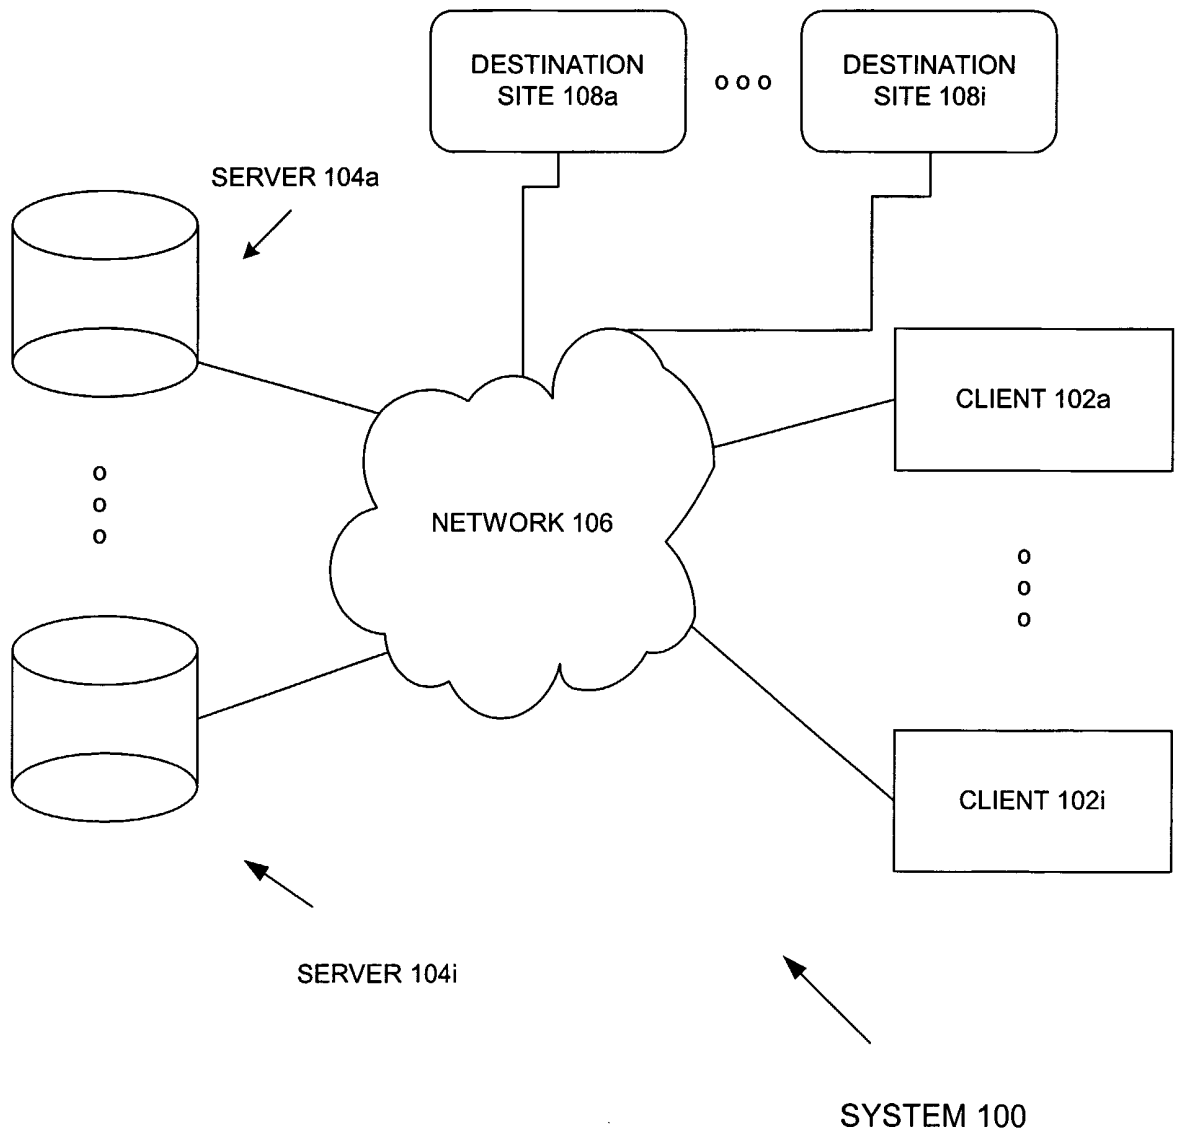 DESTINATION
SITE 108a
o o o
DESTINATION
SITE 108i
SERVER 104a
CLIENT 102a
o
o
o
NETWORK 106
o
o
o
CLIENT 102i
SERVER 104i
SYSTEM 100